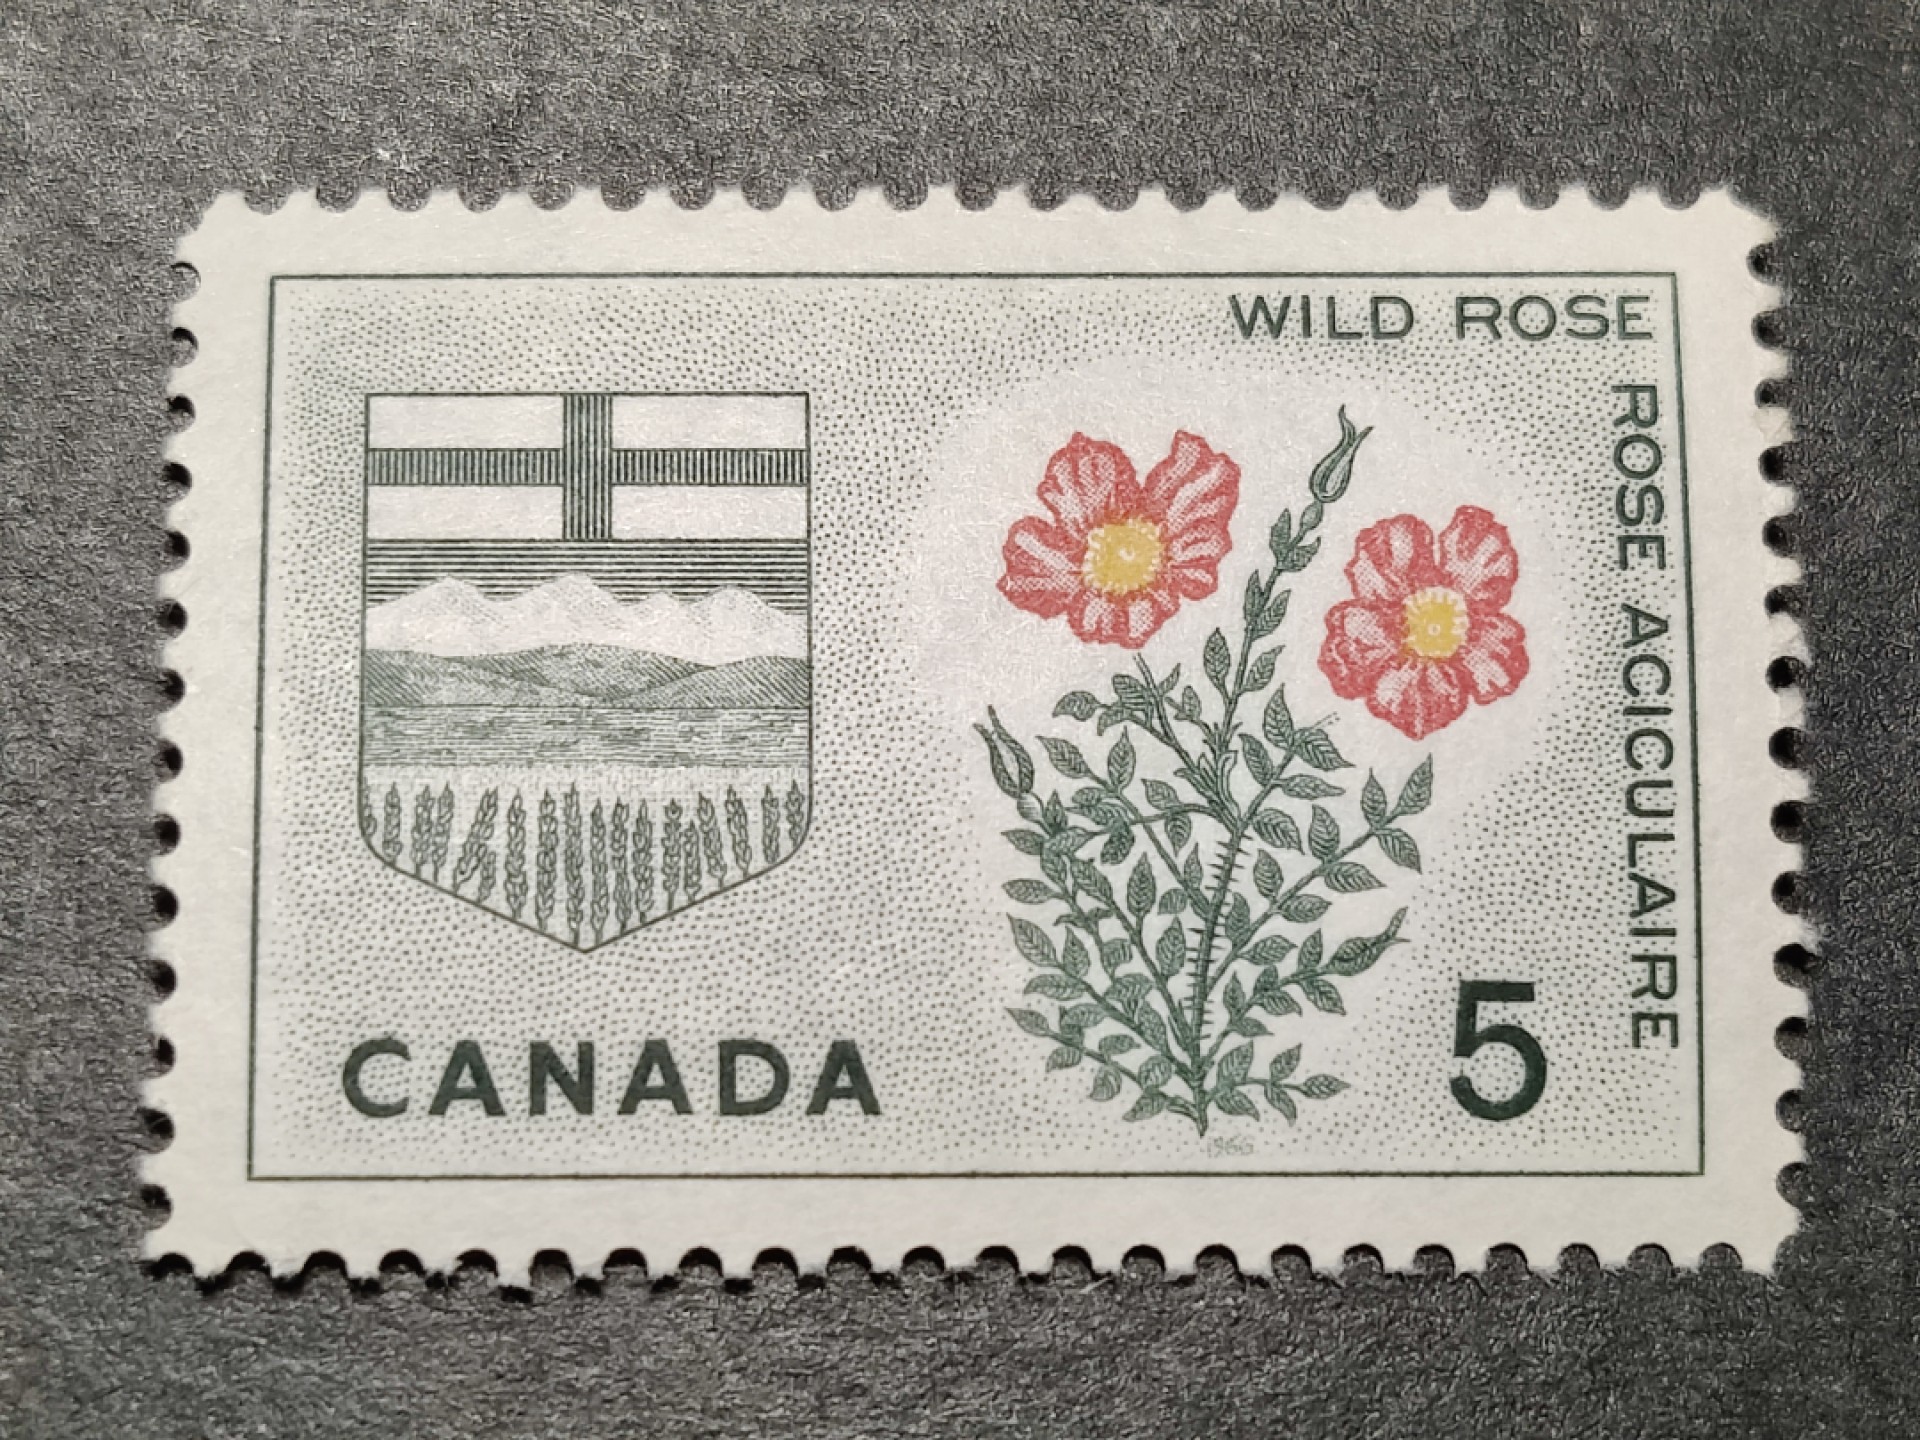 WILD ROSE
ROSE ACICULAIRE
CANADA
5
1966